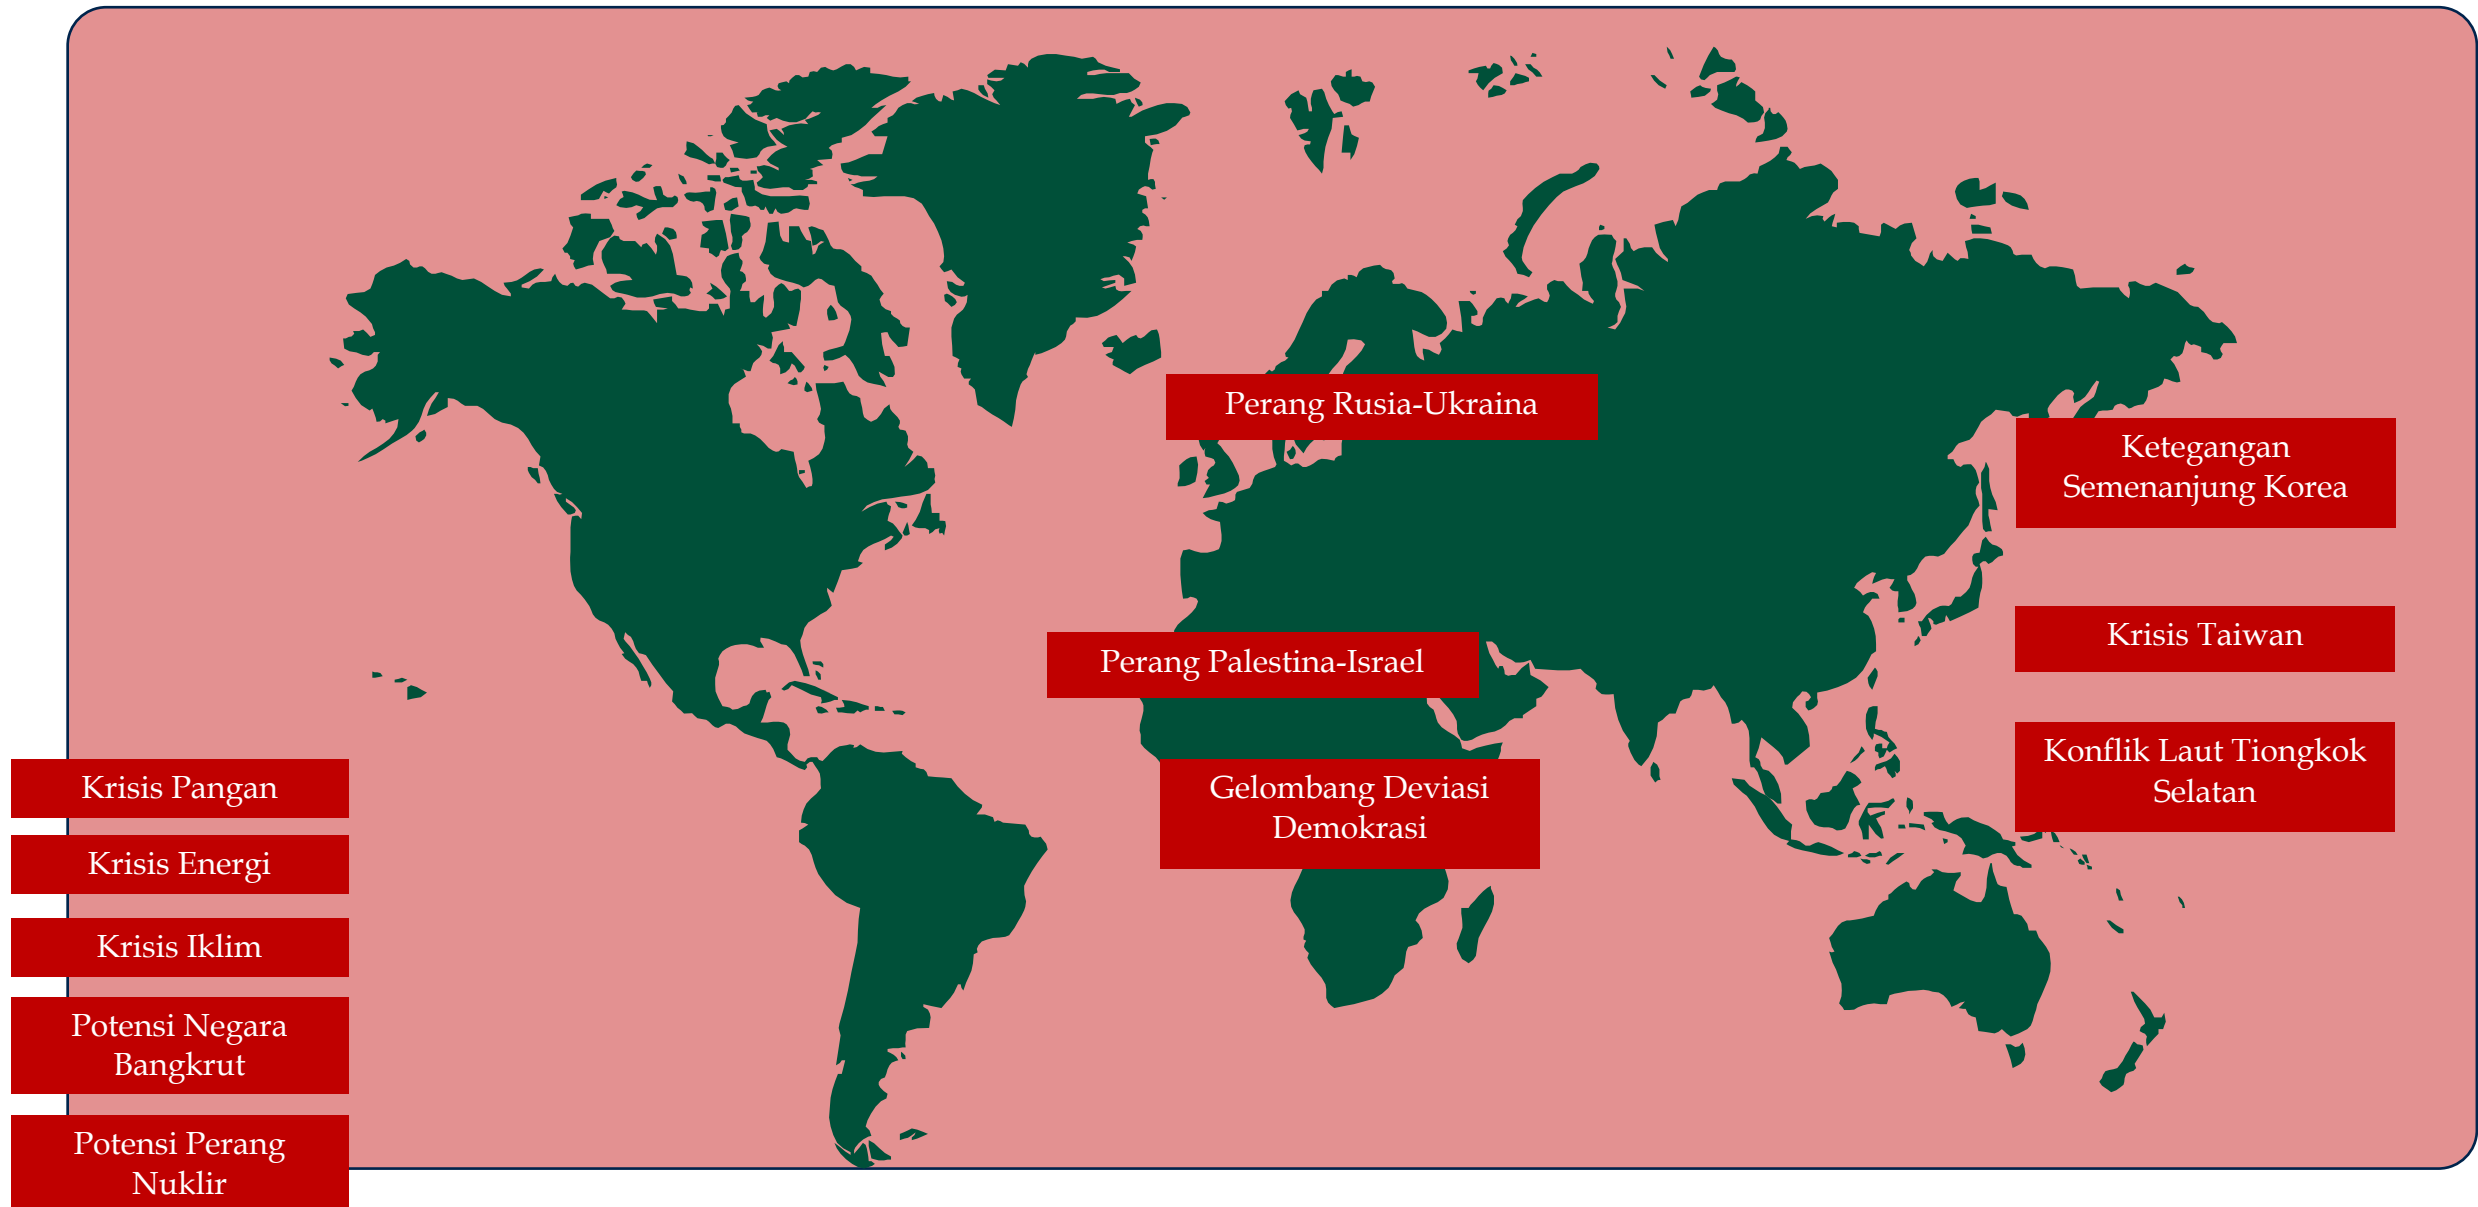 Perang Rusia-Ukraina
Ketegangan
Semenanjung Korea
Krisis Taiwan
Perang Palestina-Israel
Konflik Laut Tiongkok
Selatan
Gelombang Deviasi
Demokrasi
Krisis Pangan
Krisis Energi
Krisis Iklim
Potensi Negara
Bangkrut
Potensi Perang
Nuklir